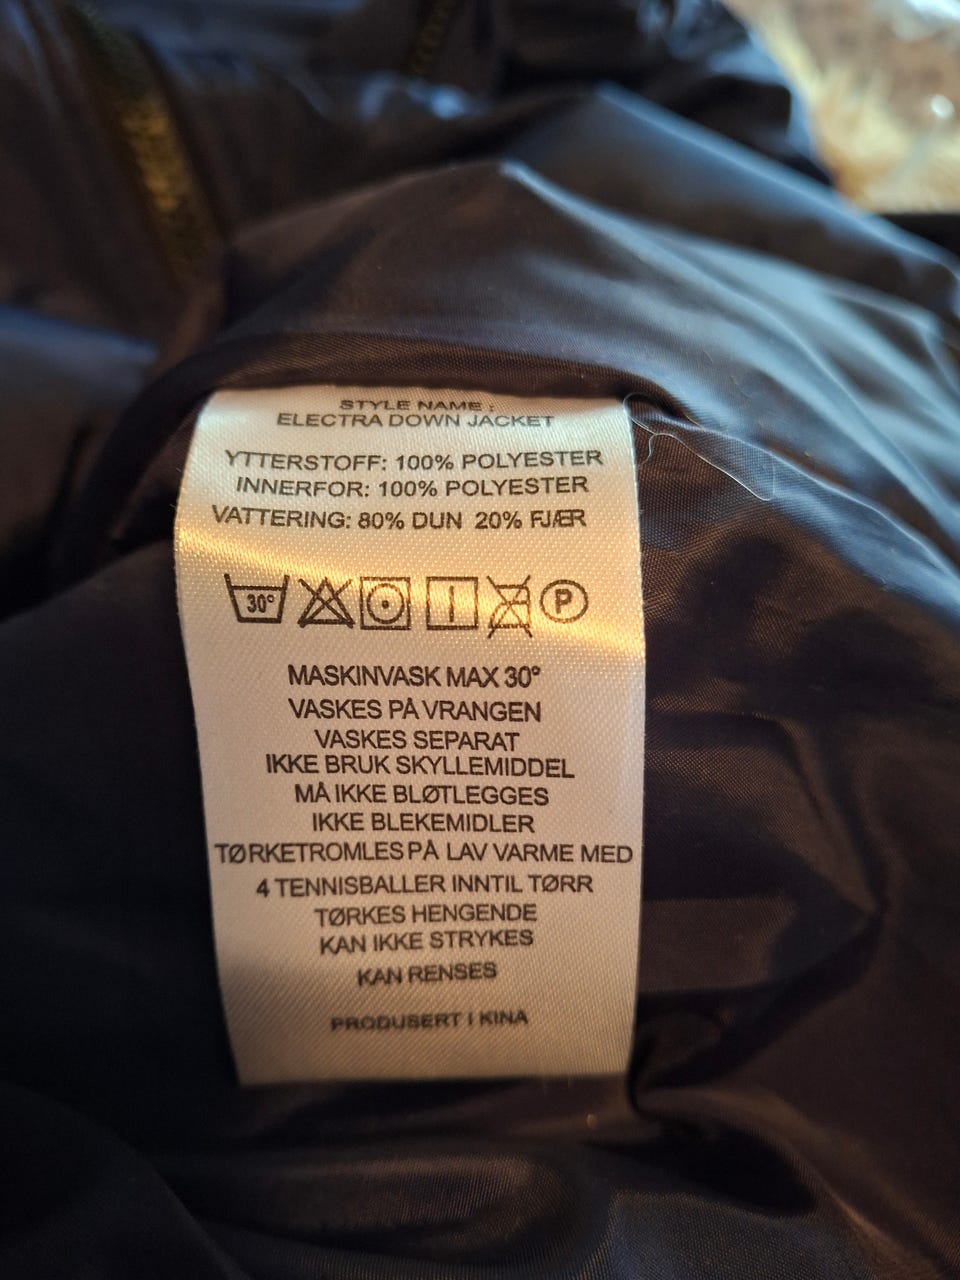 STYLE NAME :
ELECTRA DOWN JACKET
YTTERSTOFF: 100% POLYESTER
INNERFOR: 100% POLYESTER
VATTERING: 80% DUN 20% FJÆR
30° P
MASKINVASK MAX 30°
VASKES PÅ VRANGEN
VASKES SEPARAT
IKKE BRUK SKYLLEMIDDEL
MÅ IKKE BLØTLEGGES
IKKE BLEKEMIDLER
TØRKETROMLES PÅ LAV VARME MED
4 TENNISBALLER INNTIL TØRR
TØRKES HENGENDE
KAN IKKE STRYKES
KAN RENSES
PRODUSERT I KINA